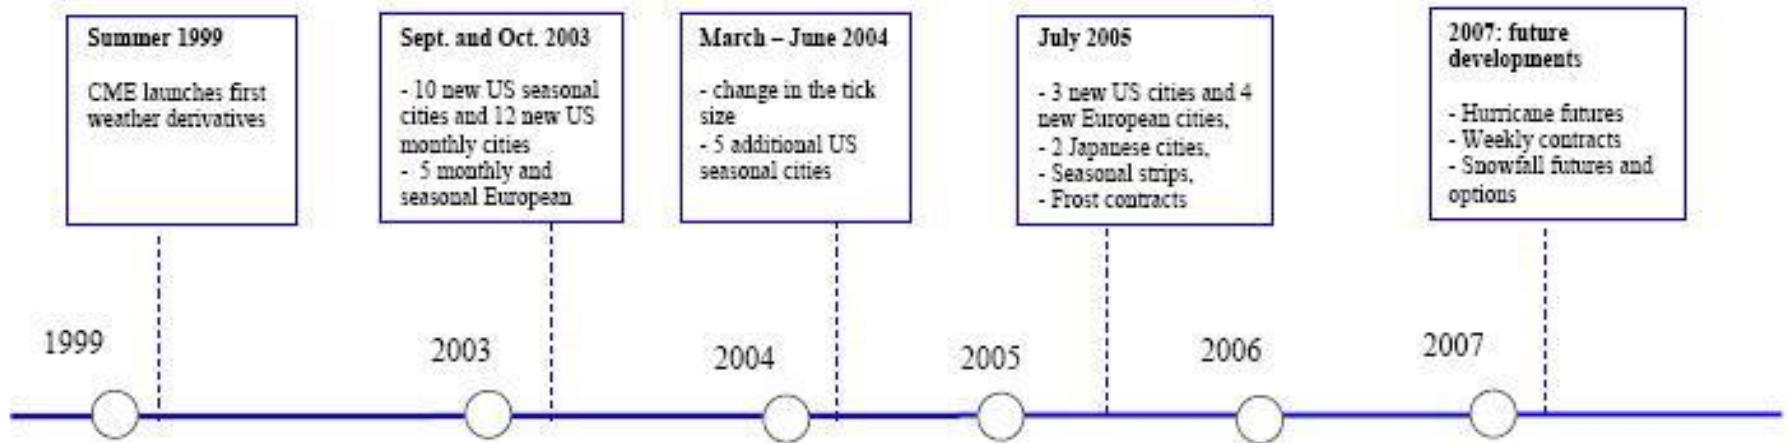 Summer 1999
CME launches first
weather derivatives
Sept. and Oct. 2003
- 10 new US seasonal
cities and 12 new US
monthly cities
- 5 monthly and
seasonal European
March – June 2004
- change in the tick
size
- 5 additional US
seasonal cities
July 2005
- 3 new US cities and 4
new European cities,
- 2 Japanese cities,
- Seasonal strips,
- Frost contracts
2007: future
developments
- Hurricane futures
- Weekly contracts
- Snowfall futures and
options
1999
2003
2004
2005
2006
2007